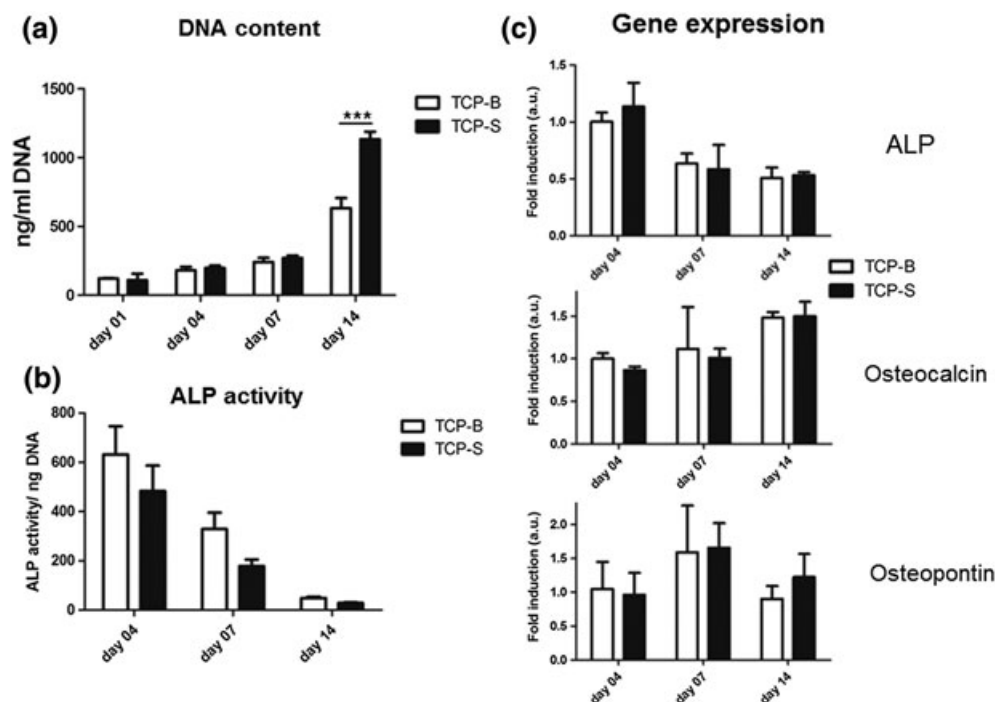 (a)
DNA content
ng/ml DNA
1500
1000
500
0
***
TCP-B
TCP-S
day 01
day 04
day 07
day 14
(b)
ALP activity
ALP activity/ ng DNA
800
600
400
200
0
TCP-B
TCP-S
day 04
day 07
day 14
(c)
Gene expression
Fold induction (a.u.)
1.5
1.0
0.5
0.0
day 04
day 07
day 14
ALP
TCP-B
TCP-S
Fold induction (a.u.)
1.5
1.0
0.5
0.0
day 04
day 07
day 14
Osteocalcin
Fold induction (a.u.)
2.0
1.5
1.0
0.5
0.0
day 04
day 07
day 14
Osteopontin